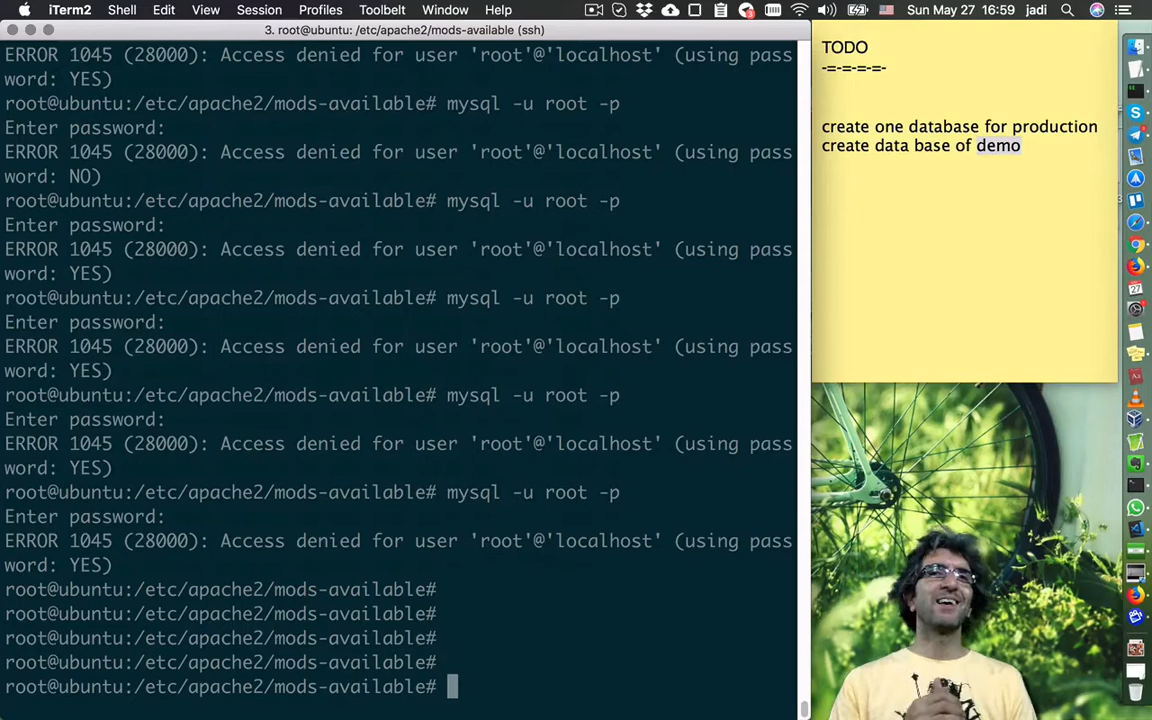 iTerm2 Shell Edit View Session Profiles Toolbelt Window Help Sun May 27 16:59 jadi
3. root@ubuntu: /etc/apache2/mods-available (ssh)
ERROR 1045 (28000): Access denied for user 'root'@'localhost' (using pass
word: YES)
root@ubuntu:/etc/apache2/mods-available# mysql -u root -p
Enter password:
ERROR 1045 (28000): Access denied for user 'root'@'localhost' (using pass
word: NO)
root@ubuntu:/etc/apache2/mods-available# mysql -u root -p
Enter password:
ERROR 1045 (28000): Access denied for user 'root'@'localhost' (using pass
word: YES)
root@ubuntu:/etc/apache2/mods-available# mysql -u root -p
Enter password:
ERROR 1045 (28000): Access denied for user 'root'@'localhost' (using pass
word: YES)
root@ubuntu:/etc/apache2/mods-available# mysql -u root -p
Enter password:
ERROR 1045 (28000): Access denied for user 'root'@'localhost' (using pass
word: YES)
root@ubuntu:/etc/apache2/mods-available# mysql -u root -p
Enter password:
ERROR 1045 (28000): Access denied for user 'root'@'localhost' (using pass
word: YES)
root@ubuntu:/etc/apache2/mods-available#
root@ubuntu:/etc/apache2/mods-available#
root@ubuntu:/etc/apache2/mods-available#
root@ubuntu:/etc/apache2/mods-available#
root@ubuntu:/etc/apache2/mods-available#
TODO
-=-=-=-=-
create one database for production
create data base of demo